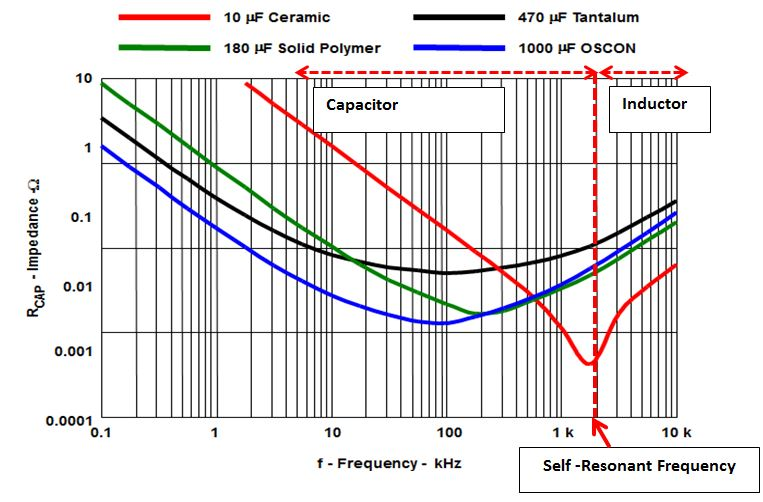 10 µF Ceramic
470 µF Tantalum
180 µF Solid Polymer
1000 µF OSCON
10
1
0.1
0.01
0.001
0.0001
R_CAP - Impedance -Ω
Capacitor
Inductor
0.1
1
10
100
1 k
10 k
f - Frequency - kHz
Self -Resonant Frequency